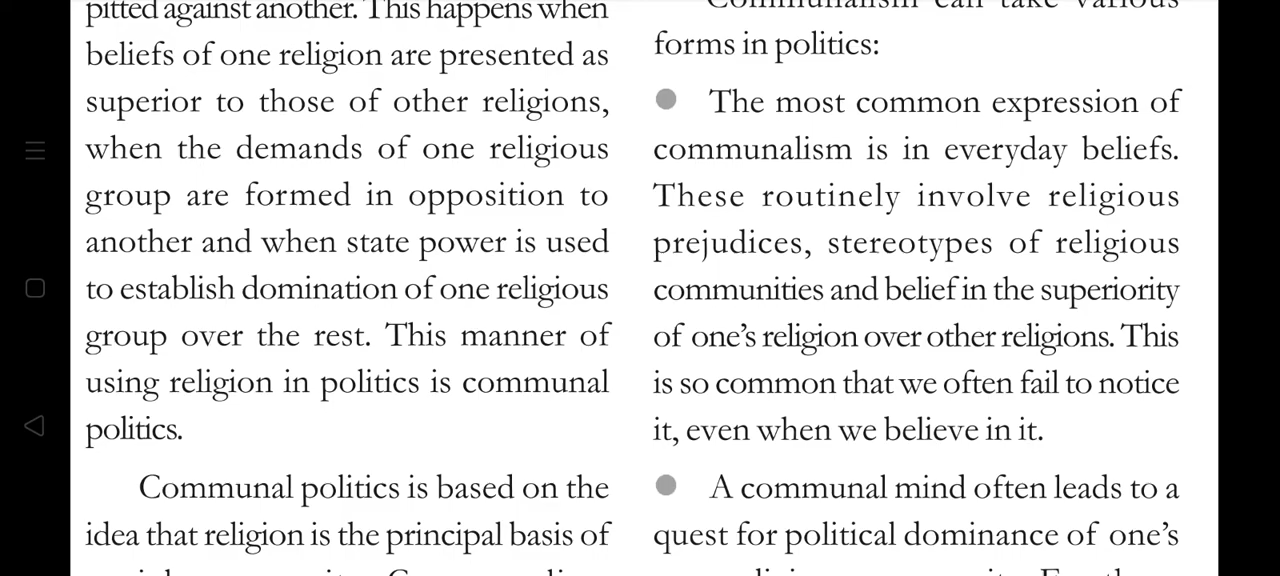 pitted against another. This happens when
beliefs of one religion are presented as
superior to those of other religions,
when the demands of one religious
group are formed in opposition to
another and when state power is used
to establish domination of one religious
group over the rest. This manner of
using religion in politics is communal
politics.
Communal politics is based on the
idea that religion is the principal basis of
Communalism can take various
forms in politics:
● The most common expression of
communalism is in everyday beliefs.
These routinely involve religious
prejudices, stereotypes of religious
communities and belief in the superiority
of one’s religion over other religions. This
is so common that we often fail to notice
it, even when we believe in it.
● A communal mind often leads to a
quest for political dominance of one’s